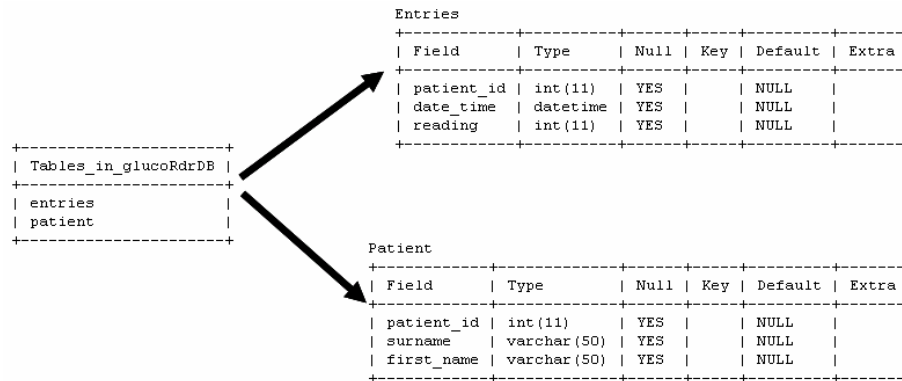 Entries
+------------+----------+------+-----+---------+-------
| Field | Type | Null | Key | Default | Extra
+------------+----------+------+-----+---------+-------
| patient_id | int(11) | YES | | NULL |
| date_time | datetime | YES | | NULL |
| reading | int(11) | YES | | NULL |
+------------+----------+------+-----+---------+-------
+----------------------+
| Tables_in_glucoRdrDB |
+----------------------+
| entries |
| patient |
+----------------------+
Patient
+------------+-------------+------+-----+---------+-------
| Field | Type | Null | Key | Default | Extra
+------------+-------------+------+-----+---------+-------
| patient_id | int(11) | YES | | NULL |
| surname | varchar(50) | YES | | NULL |
| first_name | varchar(50) | YES | | NULL |
+------------+-------------+------+-----+---------+-------